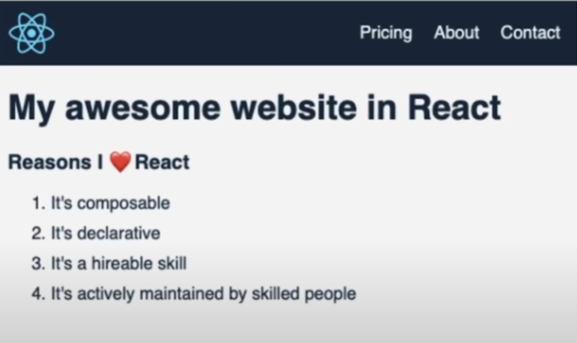 Pricing About Contact
My awesome website in React
Reasons I ❤️ React
1. It's composable
2. It's declarative
3. It's a hireable skill
4. It's actively maintained by skilled people